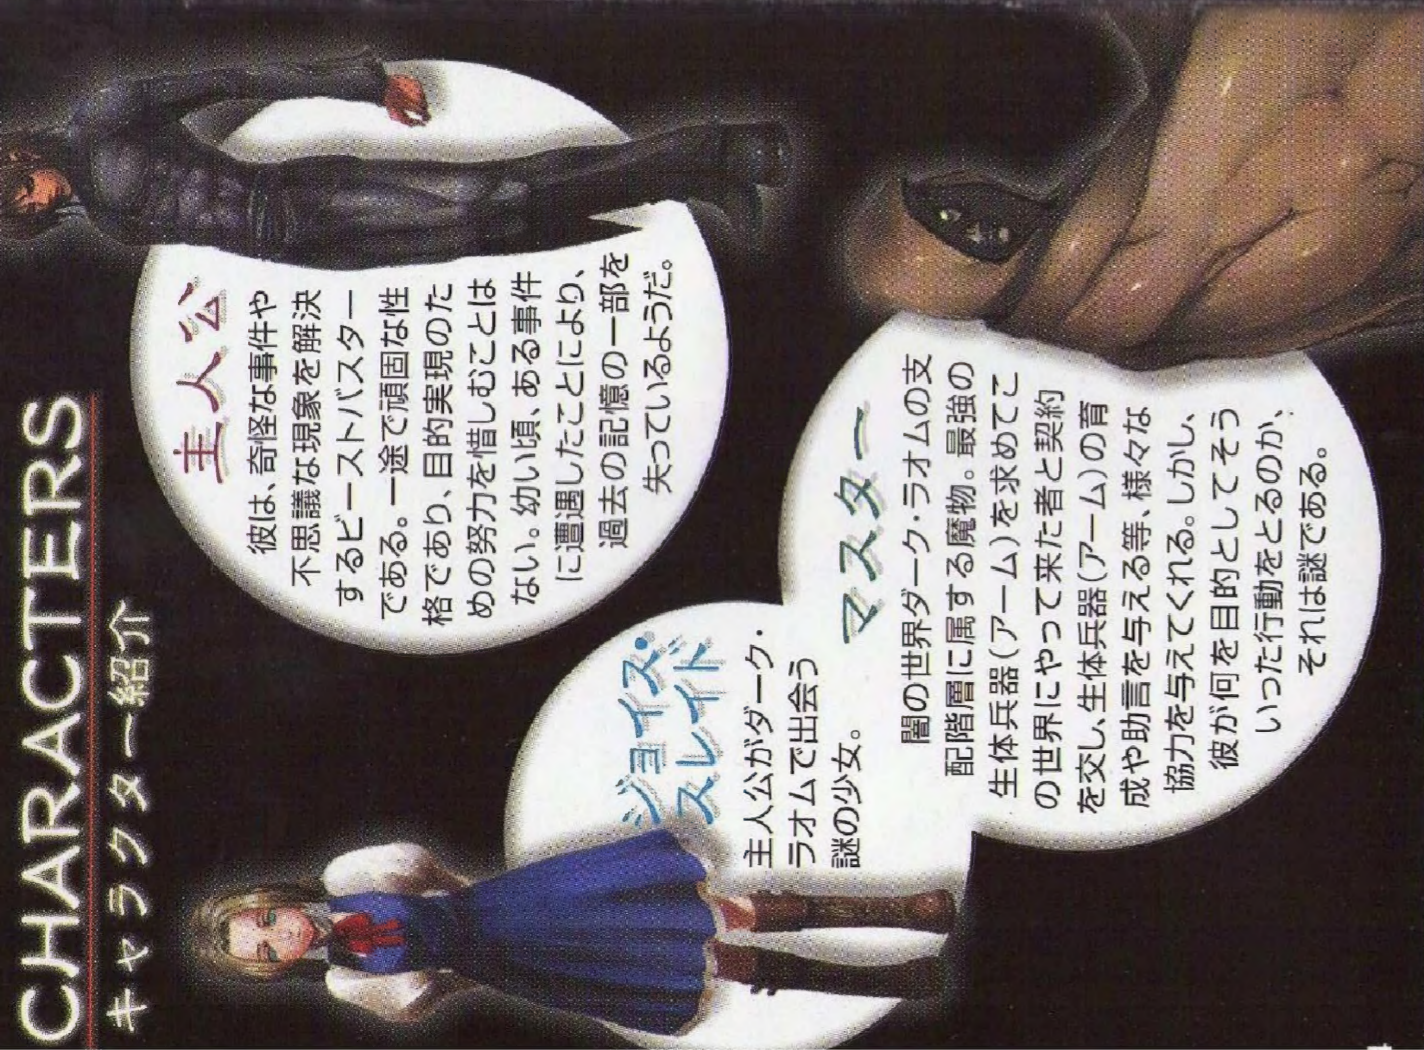 CHARACTERS
キャラクター紹介
主人公
彼は、奇怪な事件や
不思議な現象を解決
するビーストバスター
である。一途で頑固な性
格であり、目的実現のた
めの努力を惜しむことは
ない。幼い頃、ある事件
に遭遇したことにより、
過去の記憶の一部を
失っているようだ。
ジョイス・
スレイド
主人公がダーク・
ラオムで出会う
謎の少女。
マスター
闇の世界ダーク・ラオムの支
配階層に属する魔物。最強の
生体兵器(アーム)を求めてこ
の世界にやって来た者と契約
を交し、生体兵器(アーム)の育
成や助言を与える等、様々な
協力を与えてくれる。しかし、
彼が何を目的としてそう
いった行動をとるのか、
それは謎である。